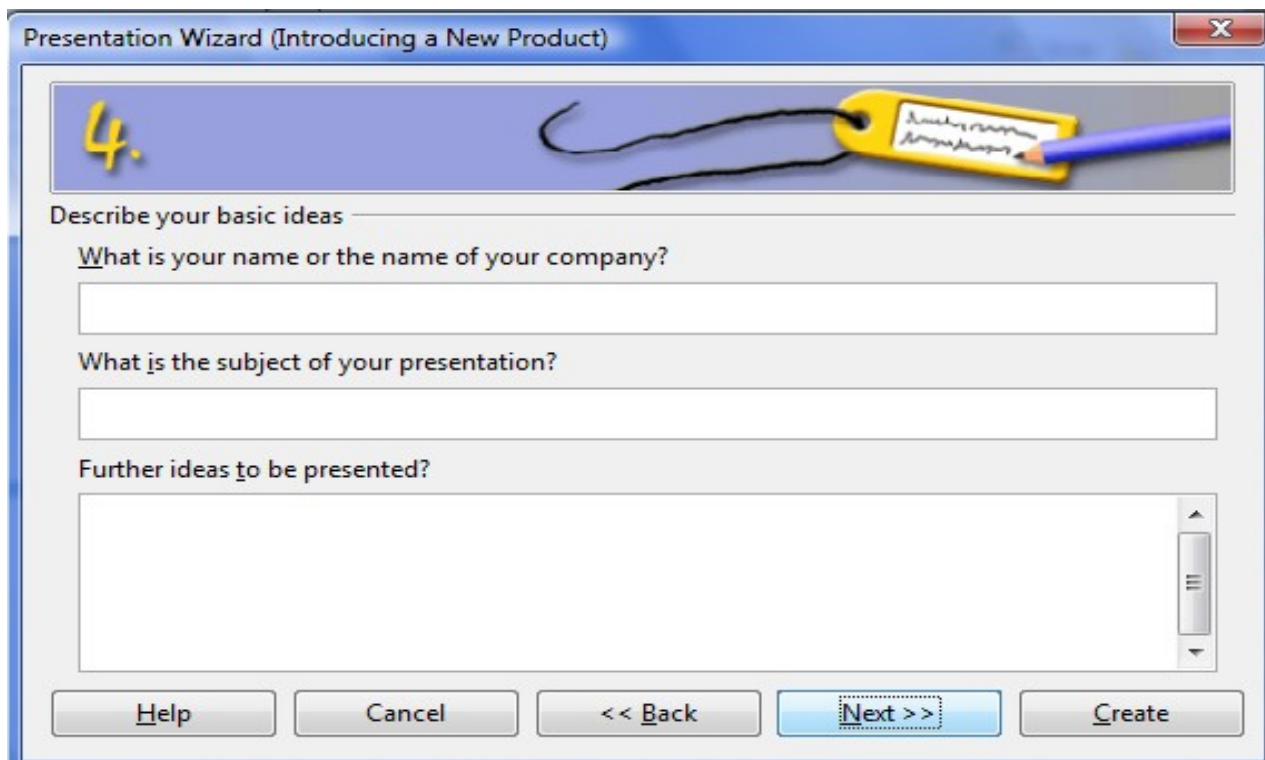 Presentation Wizard (Introducing a New Product)
4.
Describe your basic ideas
What is your name or the name of your company?
What is the subject of your presentation?
Further ideas to be presented?
Help Cancel << Back Next >> Create